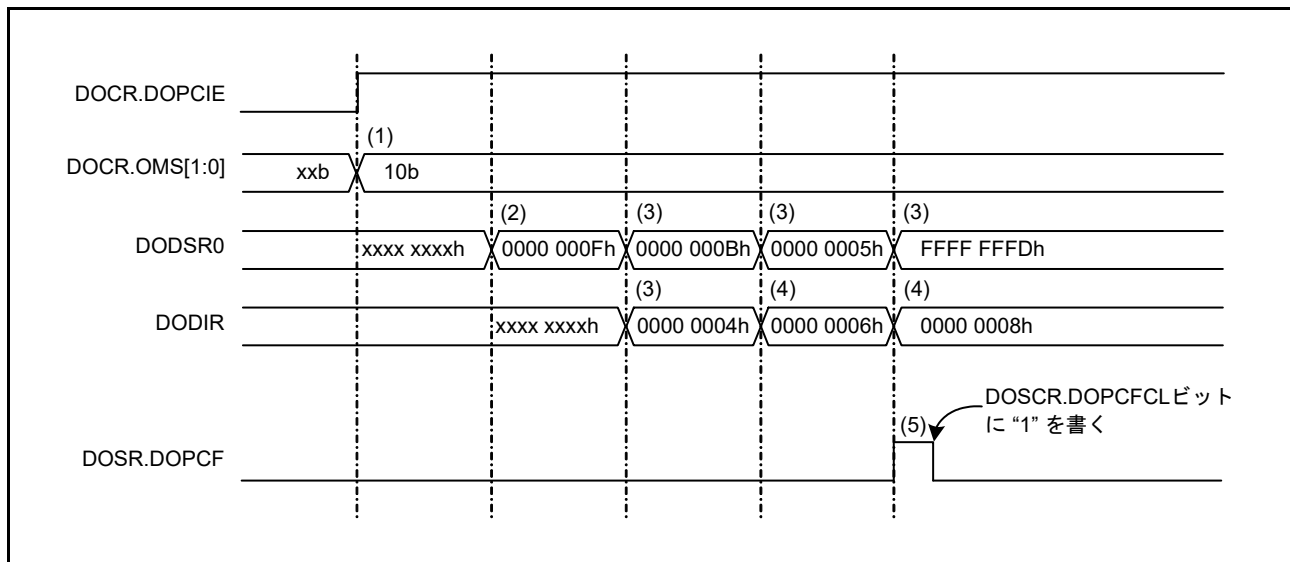 DOCR.DOPCIE
(1)
DOCR.OMS[1:0] xxb 10b
(2) (3) (3) (3)
DODSR0 xxxx xxxxh 0000 000Fh 0000 000Bh 0000 0005h FFFF FFFDh
(3) (4) (4)
DODIR xxxx xxxxh 0000 0004h 0000 0006h 0000 0008h
DOSCR.DOPCFCLビット
に “1” を書く
(5)
DOSR.DOPCF